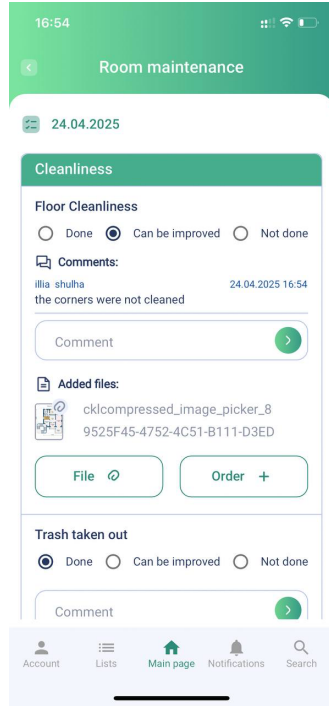 16:54
Room maintenance
24.04.2025
Cleanliness
Floor Cleanliness
Done Can be improved Not done
Comments:
illia shulha 24.04.2025 16:54
the corners were not cleaned
Comment
Added files:
cklcompressed_image_picker_8
9525F45-4752-4C51-B111-D3ED
File Order +
Trash taken out
Done Can be improved Not done
Comment
Account Lists Main page Notifications Search